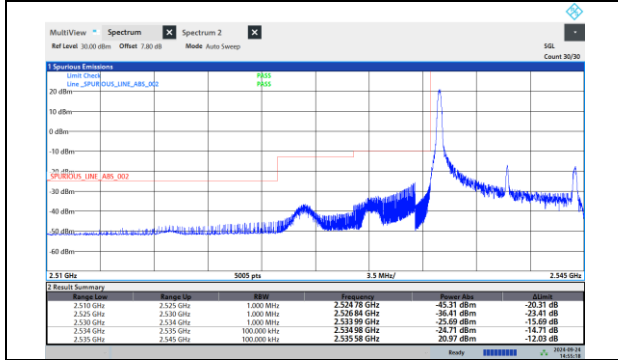 MultiView Spectrum X Spectrum 2 X
Ref Level 30.00 dBm Offset 7.80 dB Mode Auto Sweep SGL
Count 30/30
1 Spurious Emissions
Limit Check PASS
Line _SPURIOUS_LINE_ABS_002 PASS
20 dBm
10 dBm
0 dBm
-10 dBm
-20 dBm
SPURIOUS_LINE_ABS_002
-30 dBm
-40 dBm
-50 dBm
-60 dBm
2.51 GHz 5005 pts 3.5 MHz/ 2.545 GHz
2 Result Summary
Range Low Range Up RBW Frequency Power Abs ΔLimit
2.510 GHz 2.525 GHz 1.000 MHz 2.524 78 GHz -45.31 dBm -20.31 dB
2.525 GHz 2.530 GHz 1.000 MHz 2.526 84 GHz -36.41 dBm -23.41 dB
2.530 GHz 2.534 GHz 1.000 MHz 2.533 99 GHz -25.69 dBm -15.69 dB
2.534 GHz 2.535 GHz 100.000 kHz 2.534 98 GHz -24.71 dBm -14.71 dB
2.535 GHz 2.545 GHz 100.000 kHz 2.535 58 GHz 20.97 dBm -12.03 dB
Ready 2024-09-24
14:55:18